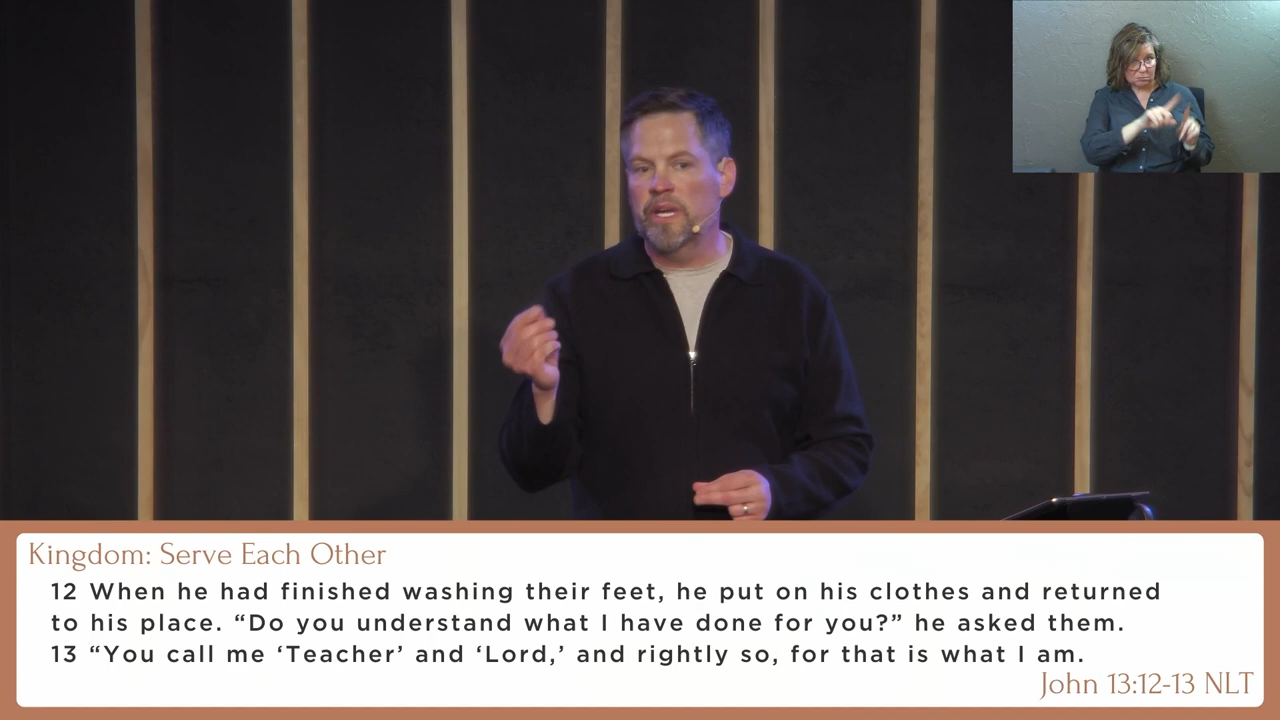 Kingdom: Serve Each Other
12 When he had finished washing their feet, he put on his clothes and returned
to his place. “Do you understand what I have done for you?” he asked them.
13 “You call me ‘Teacher’ and ‘Lord,’ and rightly so, for that is what I am.
John 13:12-13 NLT